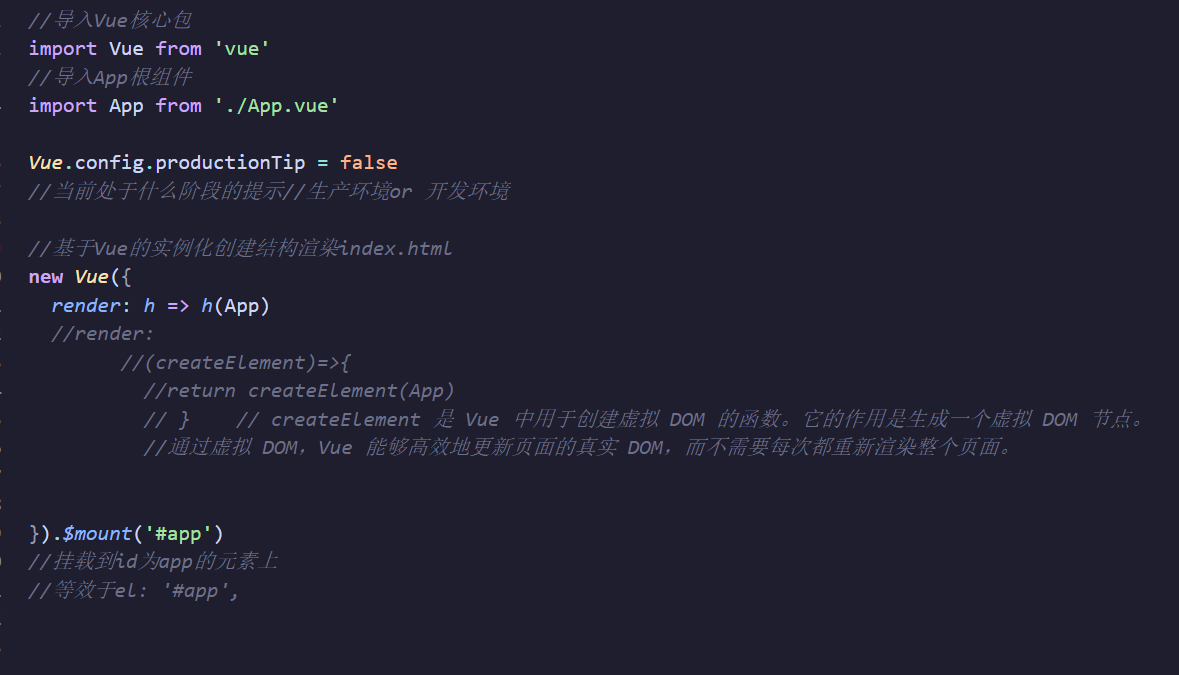 //导入Vue核心包
import Vue from 'vue'
//导入App根组件
import App from './App.vue'
Vue.config.productionTip = false
//当前处于什么阶段的提示//生产环境or 开发环境
//基于Vue的实例化创建结构渲染index.html
new Vue({
render: h => h(App)
//render:
//(createElement)=>{
//return createElement(App)
// }    // createElement 是 Vue 中用于创建虚拟 DOM 的函数。它的作用是生成一个虚拟 DOM 节点。
//通过虚拟 DOM，Vue 能够高效地更新页面的真实 DOM，而不需要每次都重新渲染整个页面。
}).$mount('#app')
//挂载到id为app的元素上
//等效于el: '#app',